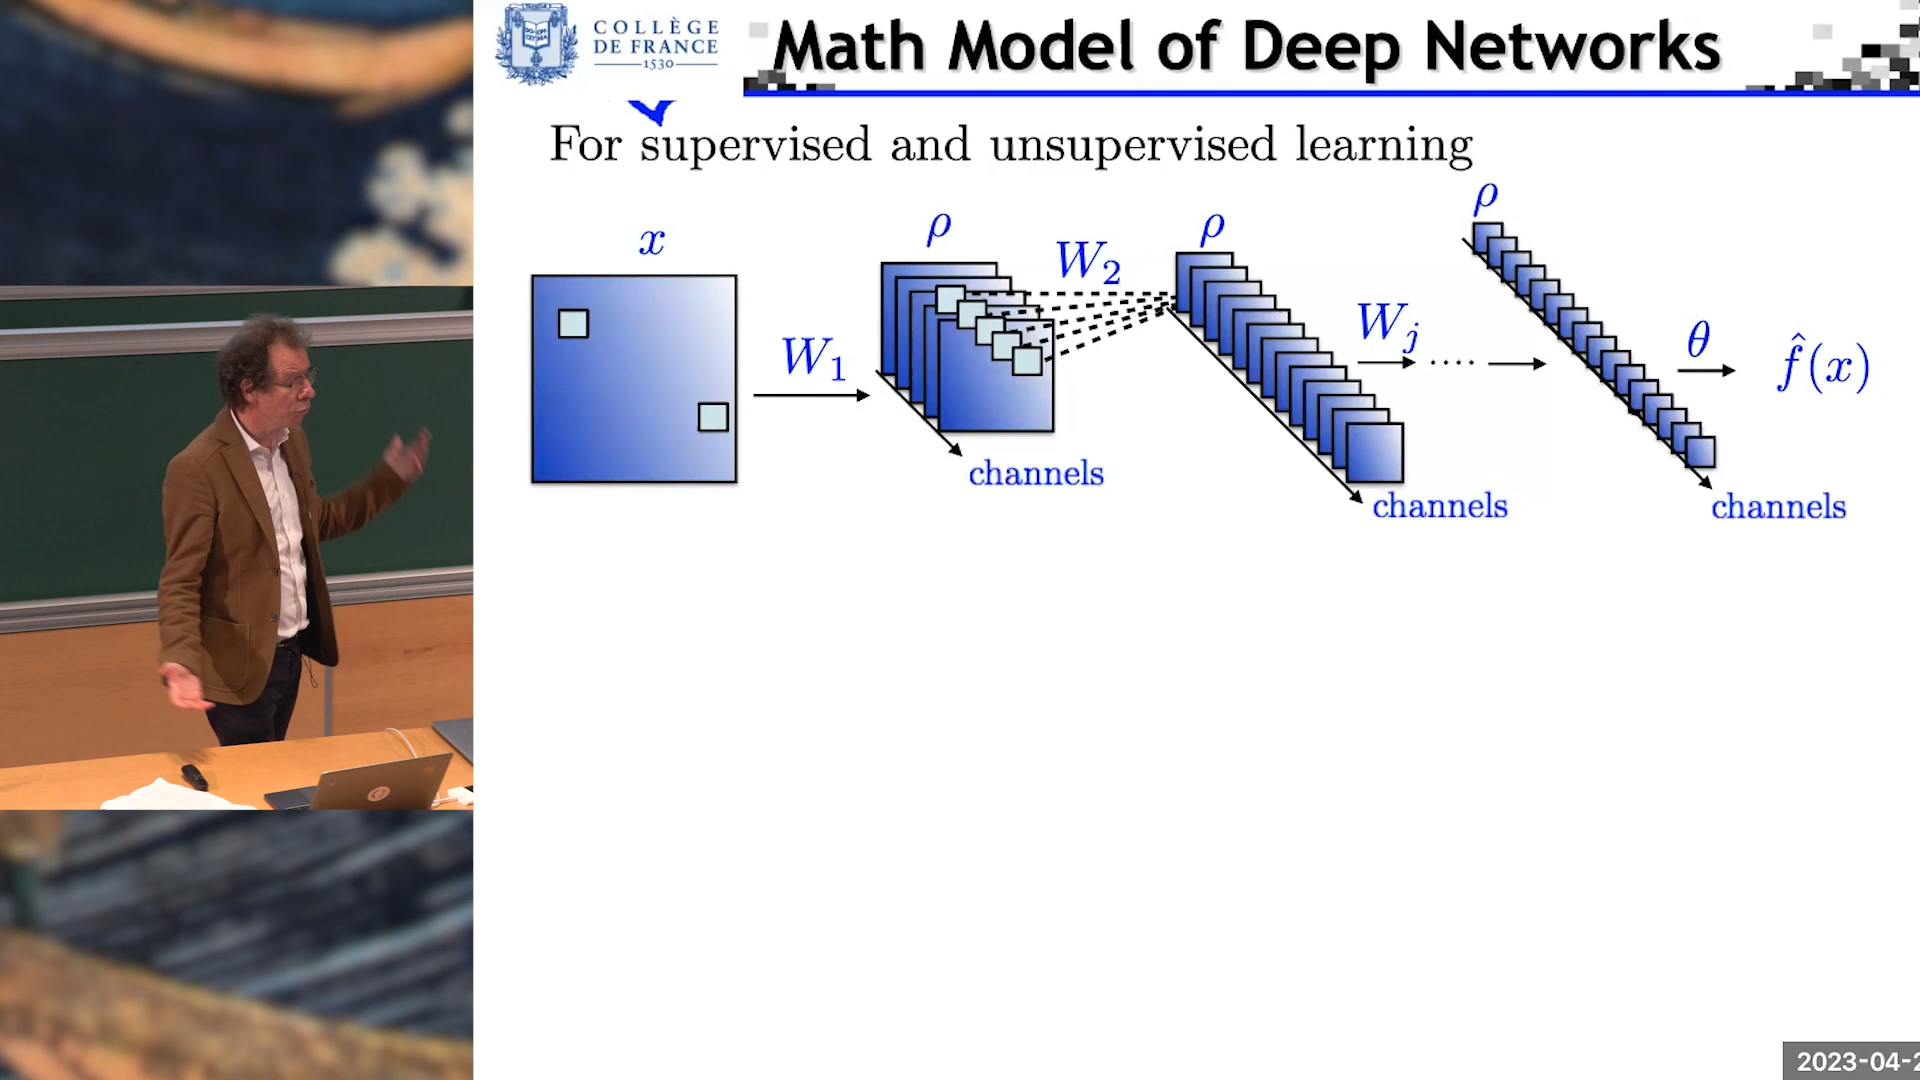 COLLÈGE
DE FRANCE
1530
Math Model of Deep Networks
For supervised and unsupervised learning
x
ρ
ρ
ρ
W₁
W₂
W_j
....
θ
f̂(x)
channels
channels
channels
2023-04-2